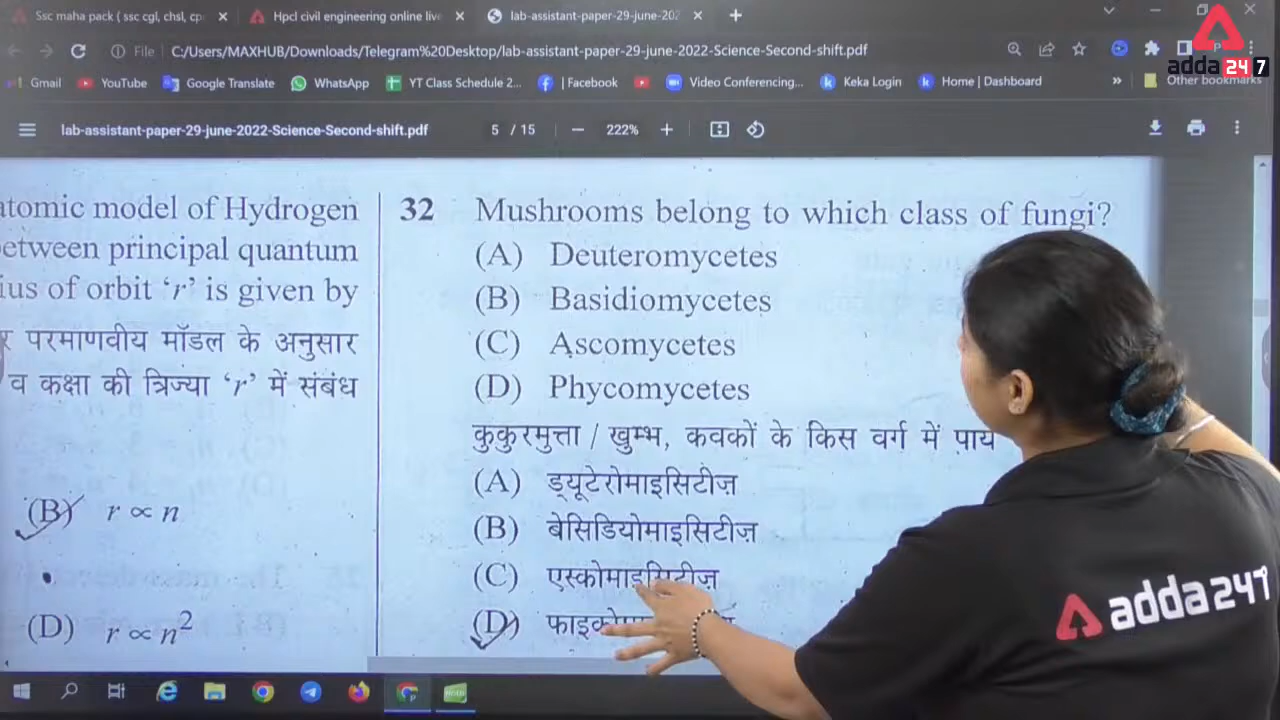 Ssc maha pack ( ssc cgl, chsl, cp
Hpcl civil engineering online live
lab-assistant-paper-29-june-202
File C:/Users/MAXHUB/Downloads/Telegram%20Desktop/lab-assistant-paper-29-june-2022-Science-Second-shift.pdf
adda247
Gmail YouTube Google Translate WhatsApp YT Class Schedule 2... | Facebook Video Conferencing... Keka Login Home | Dashboard » Other bookmarks
lab-assistant-paper-29-june-2022-Science-Second-shift.pdf 5 / 15 222%
atomic model of Hydrogen
between principal quantum
ius of orbit ‘r’ is given by
परमाणवीय मॉडल के अनुसार
व कक्षा की त्रिज्या ‘r’ में संबंध
(B) r ∝ n
(D) r ∝ n²
32 Mushrooms belong to which class of fungi?
(A) Deuteromycetes
(B) Basidiomycetes
(C) Ascomycetes
(D) Phycomycetes
कुकुरमुत्ता / खुम्भ, कवकों के किस वर्ग में पाय
(A) ड्यूटेरोमाइसिटीज़
(B) बेसिडियोमाइसिटीज़
(C) एस्कोमाइसिटीज़
(D)
adda247